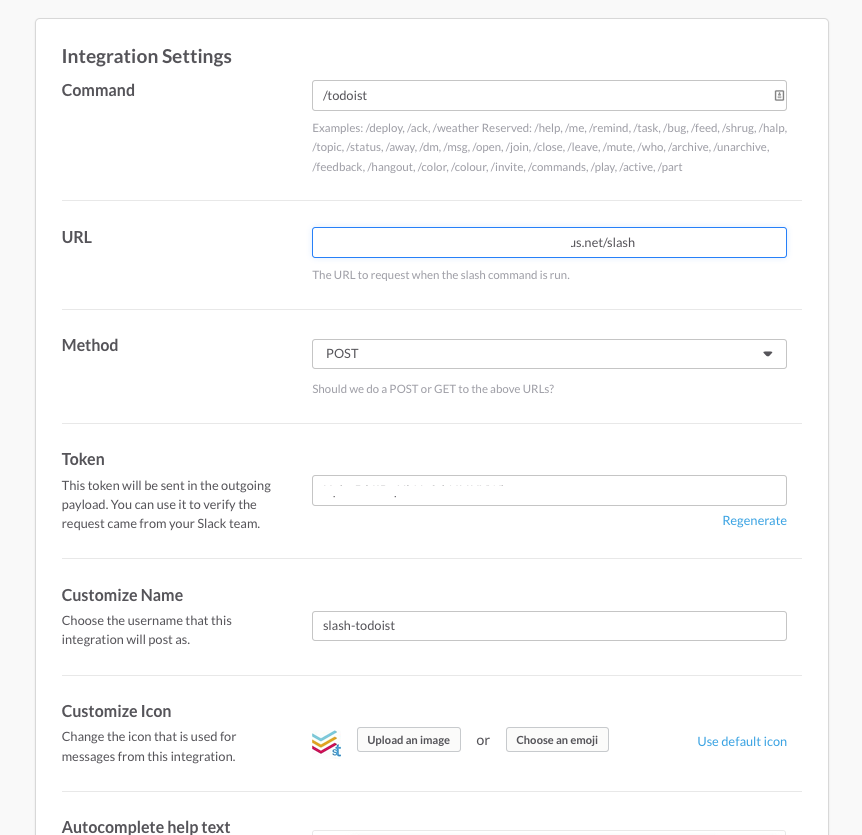 Integration Settings
Command
/todoist
Examples: /deploy, /ack, /weather Reserved: /help, /me, /remind, /task, /bug, /feed, /shrug, /halp,
/topic, /status, /away, /dm, /msg, /open, /join, /close, /leave, /mute, /who, /archive, /unarchive,
/feedback, /hangout, /color, /colour, /invite, /commands, /play, /active, /part
URL
us.net/slash
The URL to request when the slash command is run.
Method
POST
Should we do a POST or GET to the above URLs?
Token
This token will be sent in the outgoing
payload. You can use it to verify the
request came from your Slack team.
Regenerate
Customize Name
Choose the username that this
integration will post as.
slash-todoist
Customize Icon
Change the icon that is used for
messages from this integration.
st
Upload an image
or
Choose an emoji
Use default icon
Autocomplete help text